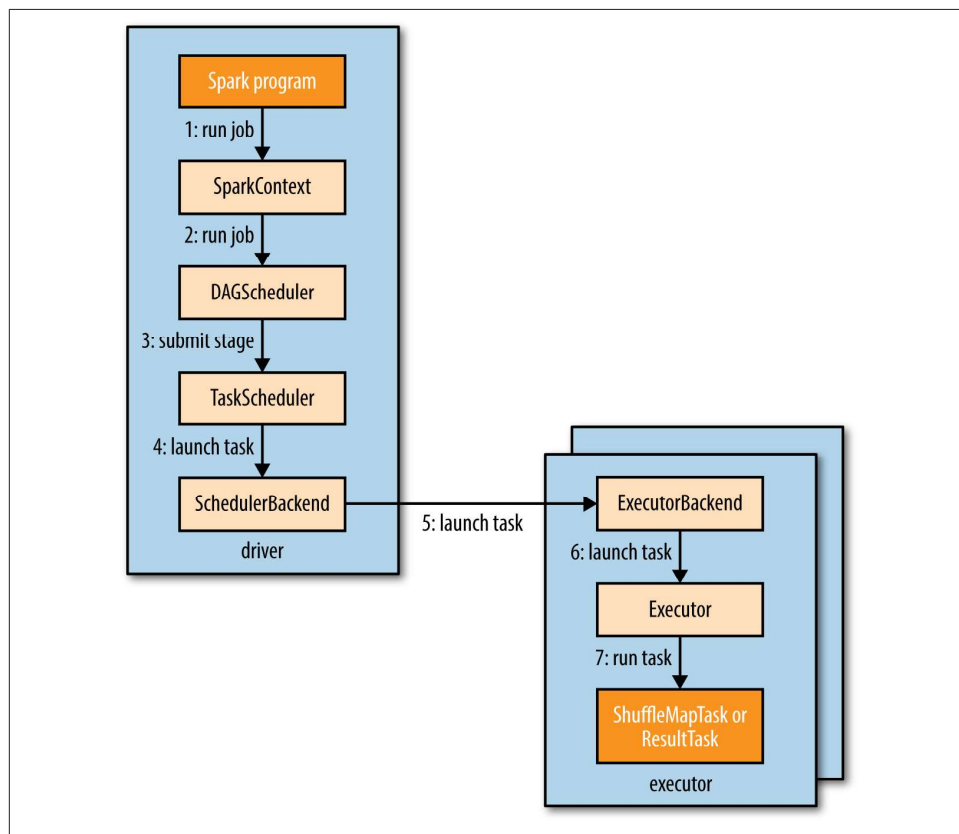 Spark program
1: run job
SparkContext
2: run job
DAGScheduler
3: submit stage
TaskScheduler
4: launch task
SchedulerBackend
driver
5: launch task
ExecutorBackend
6: launch task
Executor
7: run task
ShuffleMapTask or
ResultTask
executor